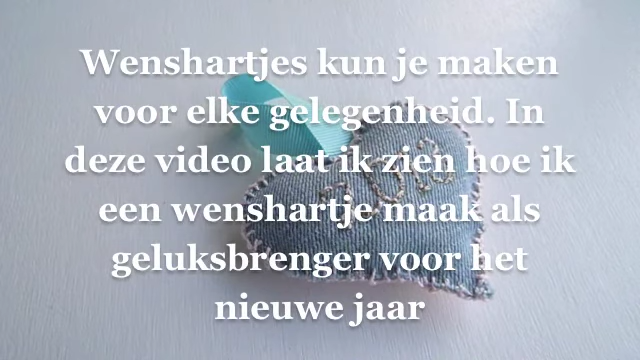 Wenshartjes kun je maken
voor elke gelegenheid. In
deze video laat ik zien hoe ik
een wenshartje maak als
geluksbrenger voor het
nieuwe jaar